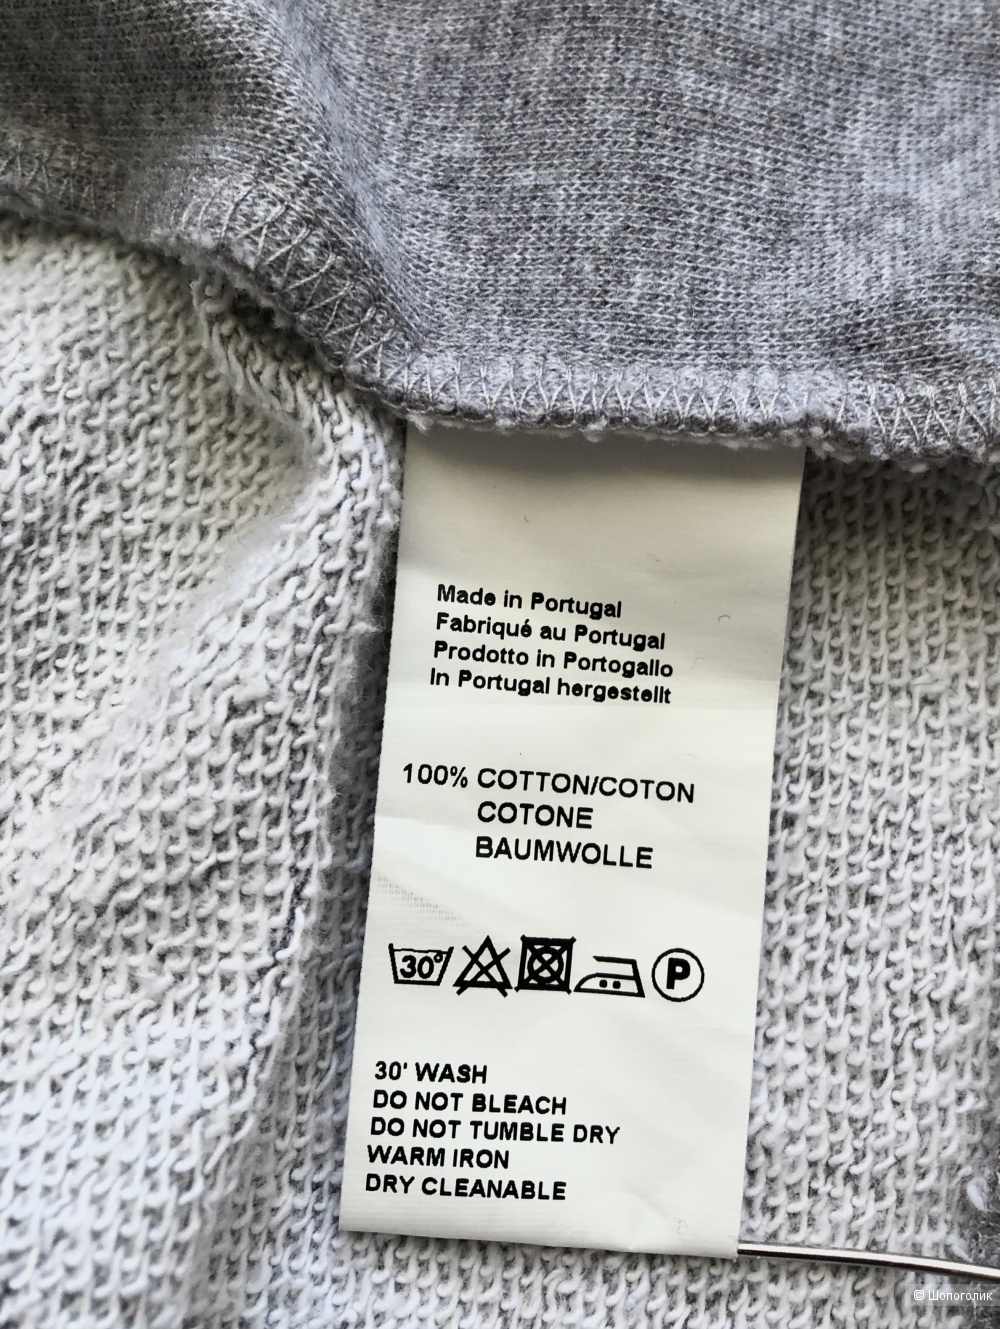 Made in Portugal
Fabriqué au Portugal
Prodotto in Portogallo
In Portugal hergestellt
100% COTTON/COTON
COTONE
BAUMWOLLE
30° P
30' WASH
DO NOT BLEACH
DO NOT TUMBLE DRY
WARM IRON
DRY CLEANABLE
© Шопоголик